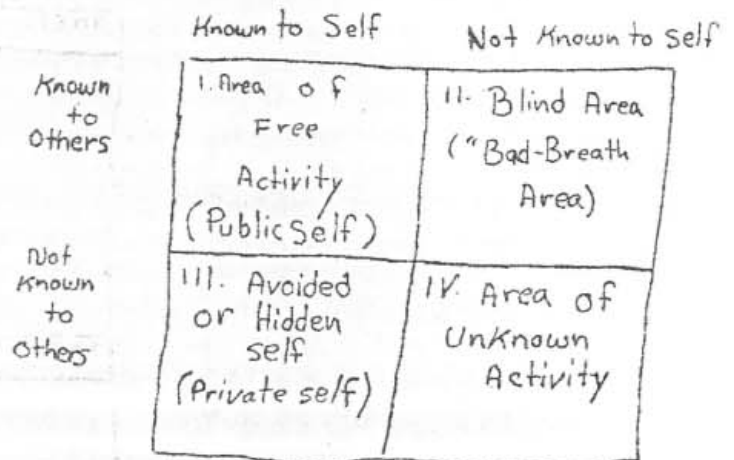 Known to Self
Not Known to Self
Known
to
Others
I. Area of
Free
Activity
(Public Self)
II. Blind Area
("Bad-Breath
Area)
Not
Known
to
Others
III. Avoided
or Hidden
self
(Private self)
IV. Area of
Unknown
Activity